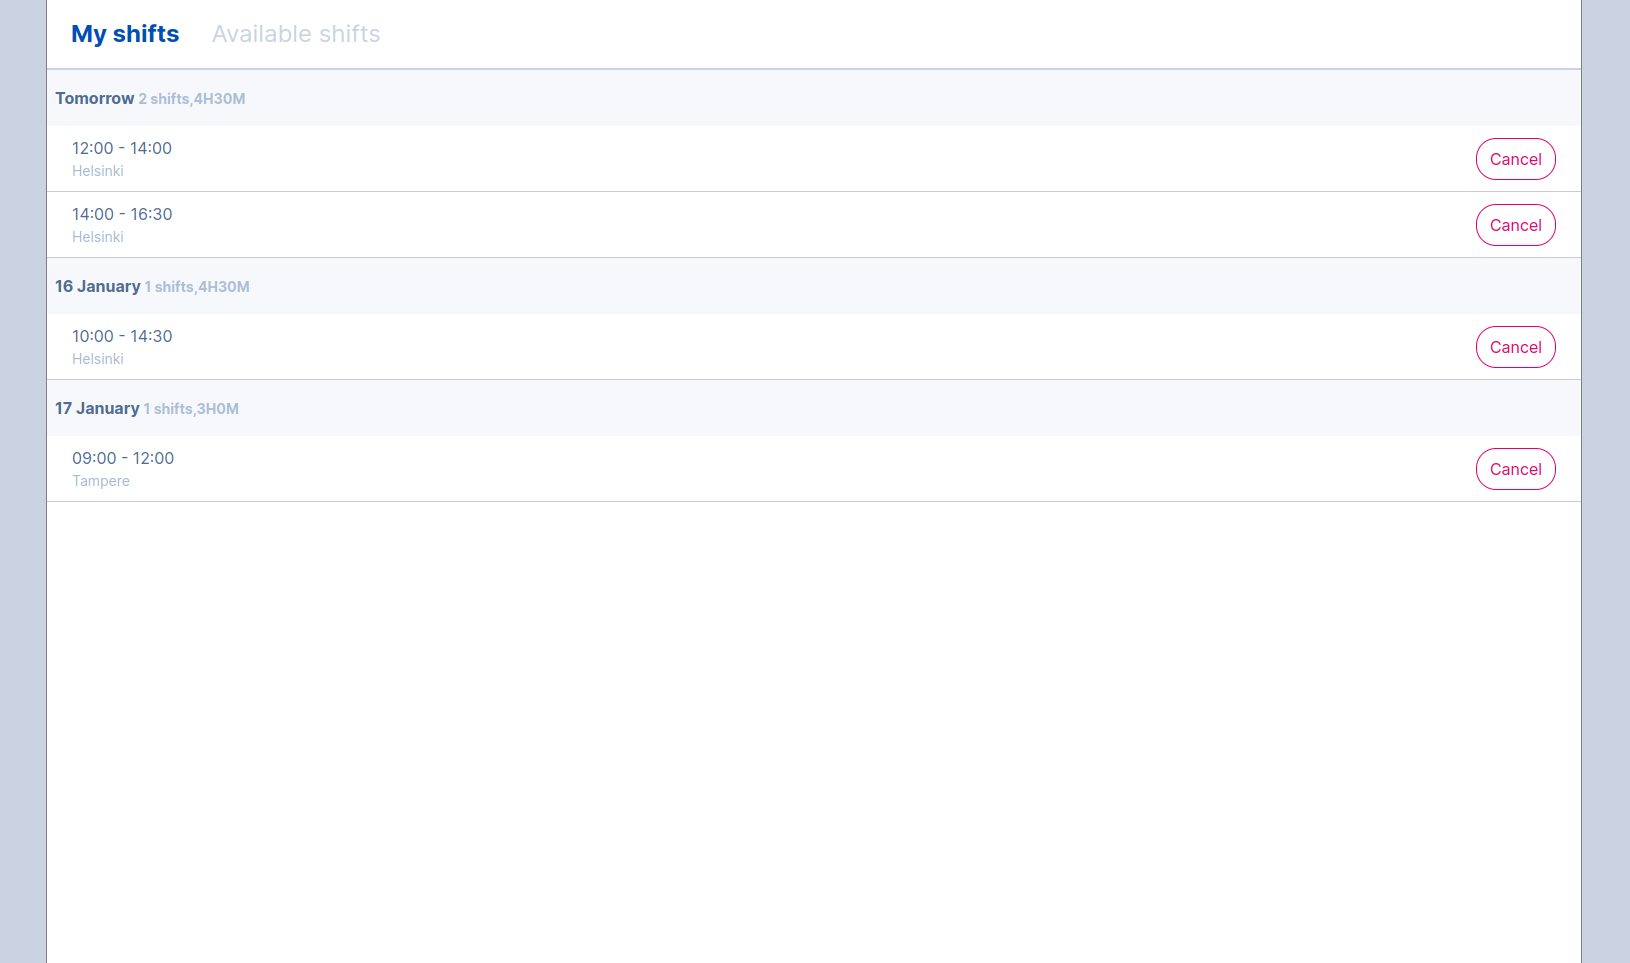 My shifts Available shifts
Tomorrow 2 shifts,4H30M
12:00 - 14:00
Helsinki
Cancel
14:00 - 16:30
Helsinki
Cancel
16 January 1 shifts,4H30M
10:00 - 14:30
Helsinki
Cancel
17 January 1 shifts,3H0M
09:00 - 12:00
Tampere
Cancel